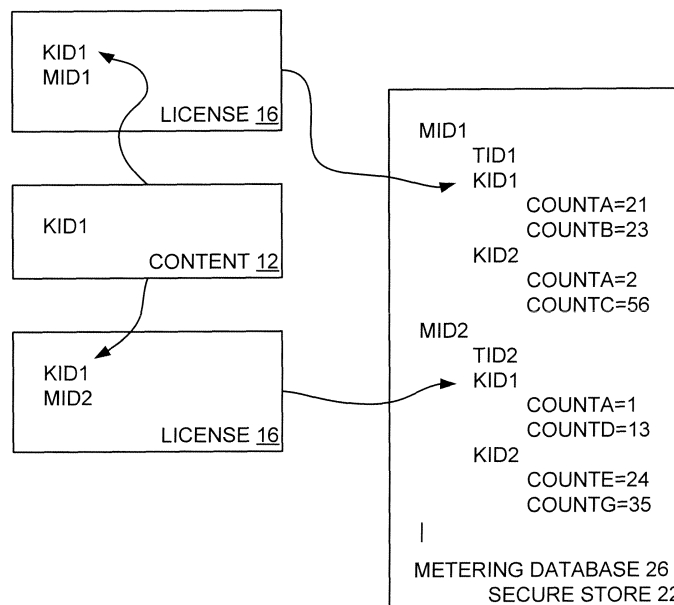 KID1
MID1
LICENSE 16
KID1
CONTENT 12
KID1
MID2
LICENSE 16
MID1
TID1
KID1
COUNTA=21
COUNTB=23
KID2
COUNTA=2
COUNTC=56
MID2
TID2
KID1
COUNTA=1
COUNTD=13
KID2
COUNTE=24
COUNTG=35
|
METERING DATABASE 26
SECURE STORE 22